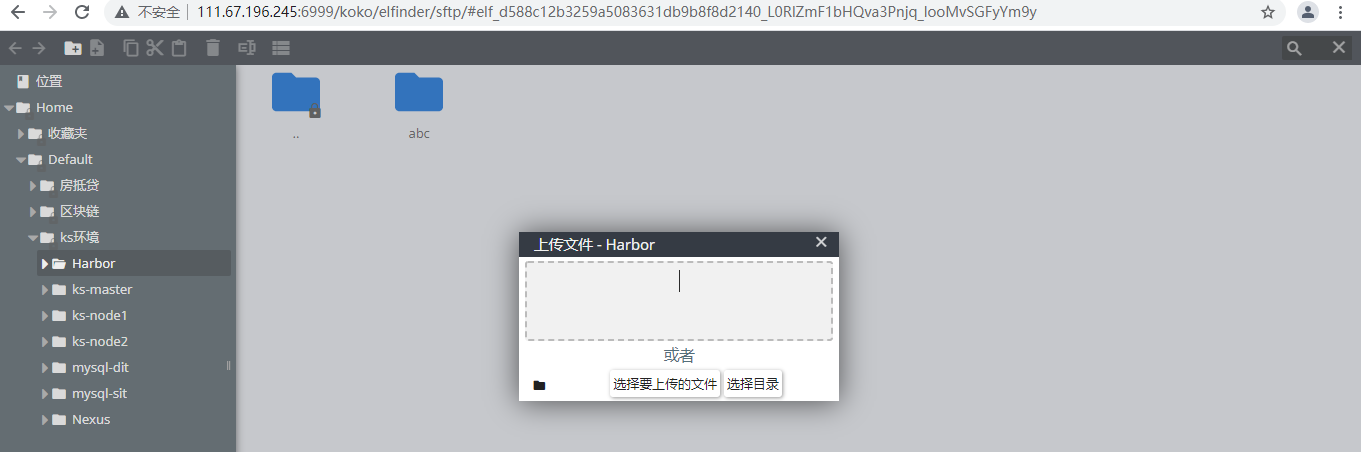 不安全 111.67.196.245:6999/koko/elfinder/sftp/#elf_d588c12b3259a5083631db9b8f8d2140_L0RlZmF1bHQva3Pnjq_looMvSGFyYm9y
位置
Home
收藏夹
Default
房抵贷
区块链
ks环境
Harbor
ks-master
ks-node1
ks-node2
mysql-dit
mysql-sit
Nexus
..
abc
上传文件 - Harbor
或者
选择要上传的文件 选择目录